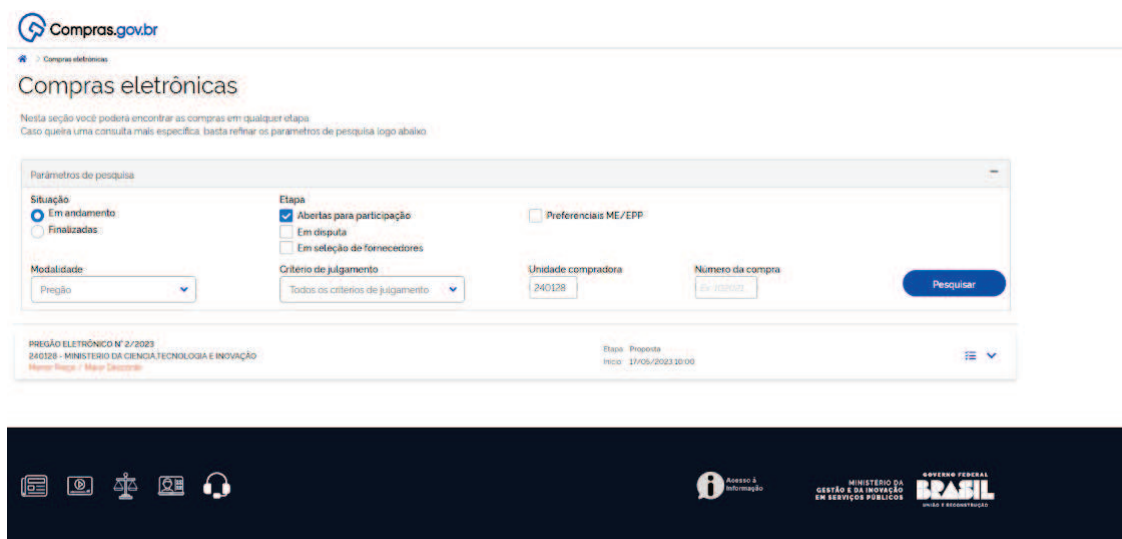 Compras.gov.br
Compras eletrônicas
Compras eletrônicas
Nesta seção você poderá encontrar as compras em qualquer etapa
Caso queira uma consulta mais específica, basta refinar os parametros de pesquisa logo abaixo
Parâmetros de pesquisa
Situação
Em andamento
Finalizadas
Etapa
Abertas para participação
Em disputa
Em seleção de fornecedores
Preferenciais ME/EPP
Modalidade
Pregão
Critério de julgamento
Todos os critérios de julgamento
Unidade compradora
240128
Número da compra
Pesquisar
PREGÃO ELETRÔNICO N° 2/2023
240128 - MINISTERIO DA CIENCIA,TECNOLOGIA E INOVAÇÃO
Menor Preço / Maior Desconto
Etapa Proposta
Início 17/05/2023 10:00
Acesso à
Informação
MINISTÉRIO DA
GESTÃO E DA INOVAÇÃO
EM SERVIÇOS PÚBLICOS
GOVERNO FEDERAL
BRASIL
UNIÃO E RECONSTRUÇÃO